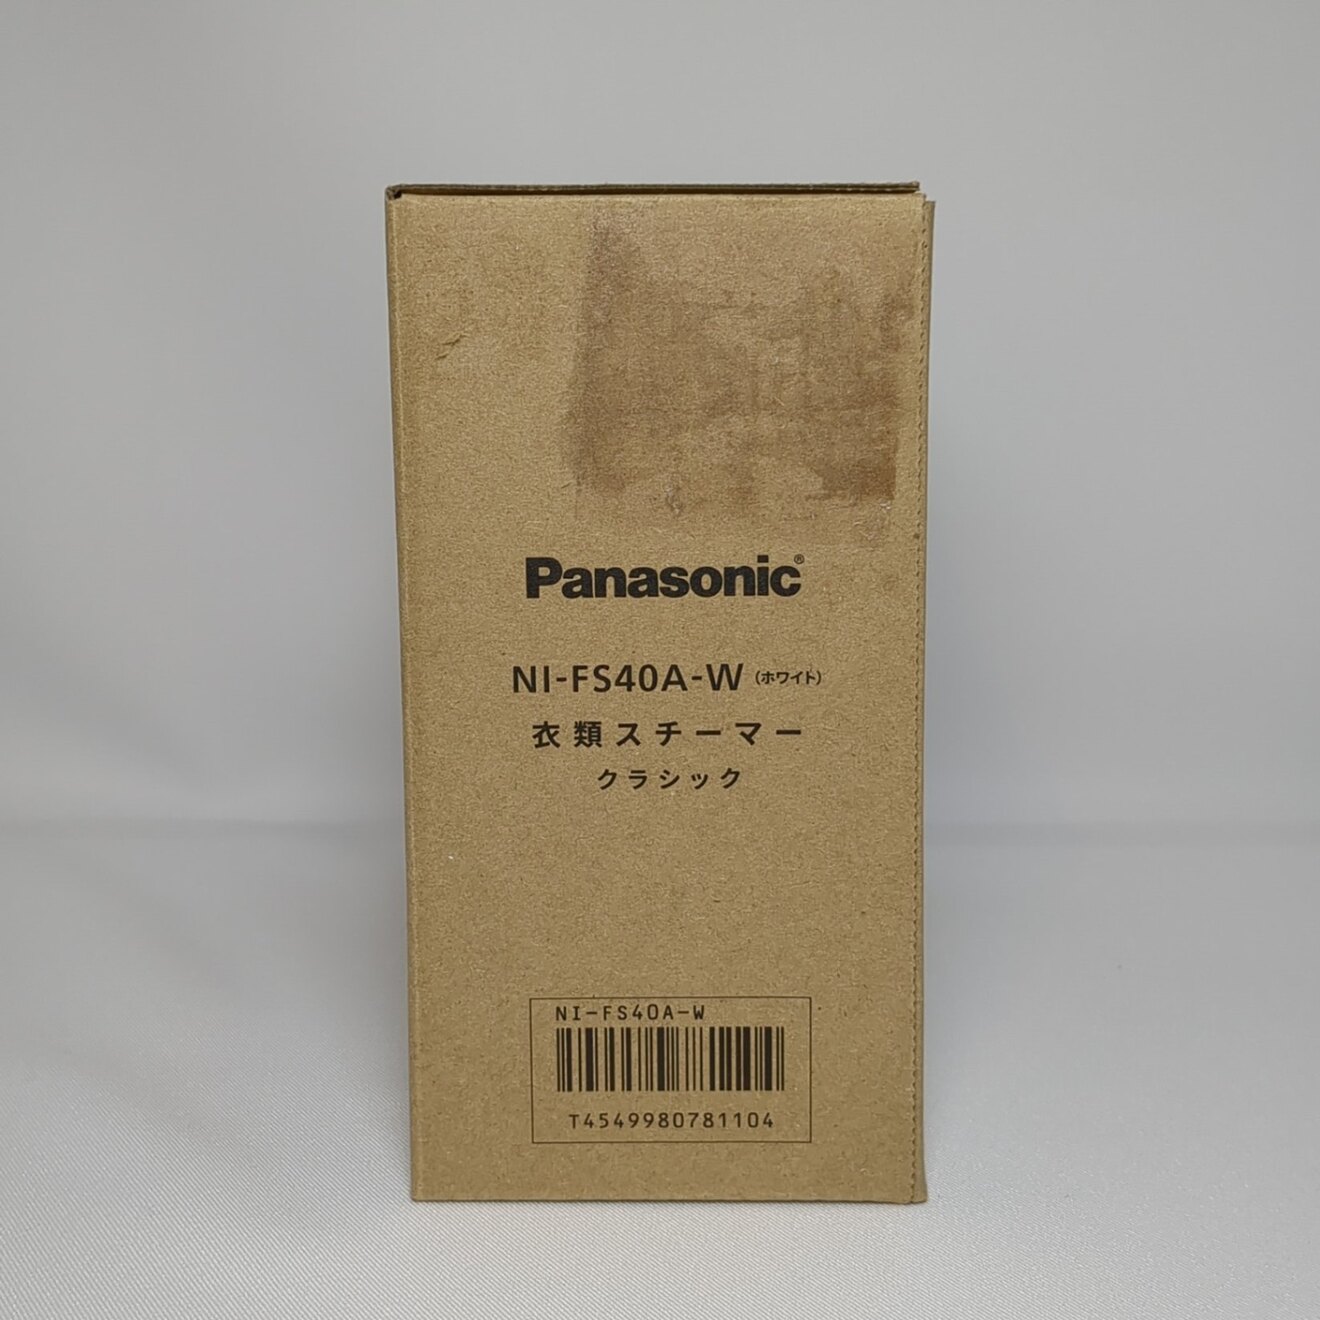 Panasonic®
NI-FS40A-W（ホワイト）
衣類スチーマー
クラシック
NI-FS40A-W
T4549980781104